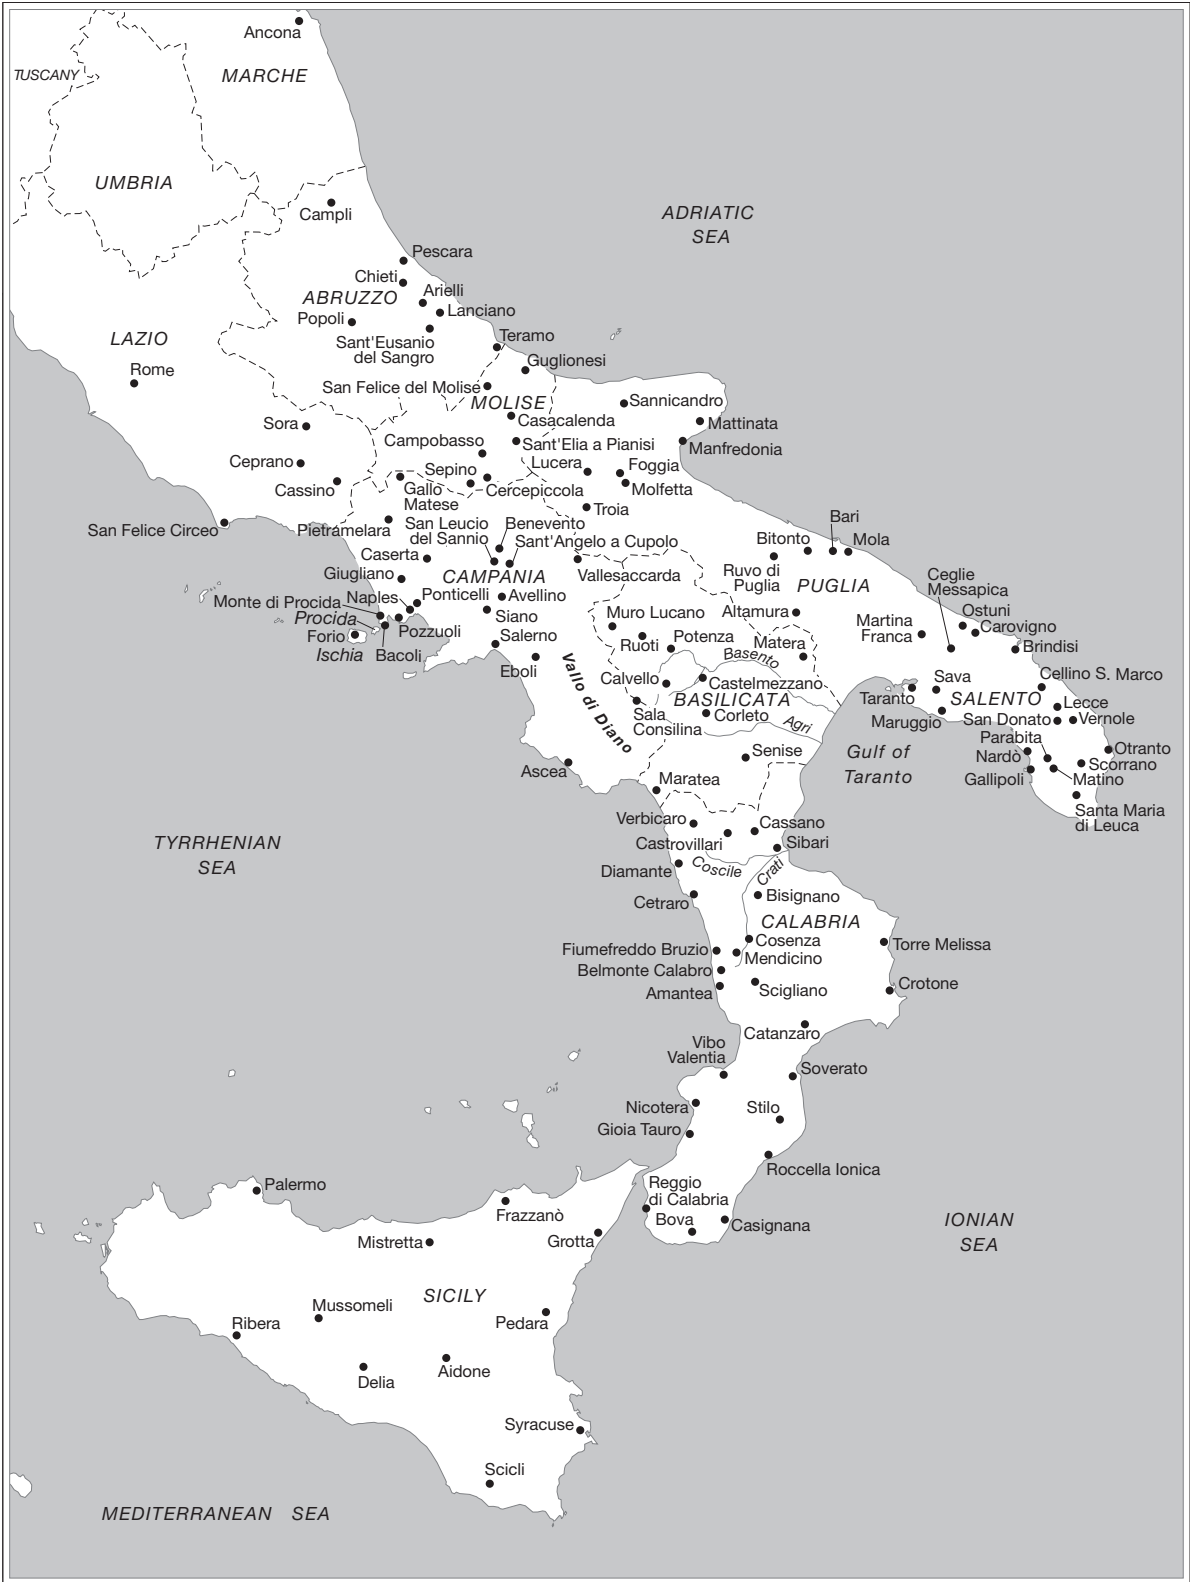 Ancona
TUSCANY
MARCHE
UMBRIA
Campli
ADRIATIC
SEA
Pescara
Chieti
Arielli
ABRUZZO
Lanciano
Popoli
Sant'Eusanio
del Sangro
Teramo
LAZIO
Rome
Guglionesi
San Felice del Molise
MOLISE
Sannicandro
Casacalenda
Mattinata
Sora
Campobasso
Sant'Elia a Pianisi
Manfredonia
Ceprano
Sepino
Lucera
Foggia
Cassino
Gallo
Matese
Cercepiccola
Molfetta
Troia
San Felice Circeo
Pietramelara
San Leucio
del Sannio
Benevento
Sant'Angelo a Cupolo
Bari
Bitonto
Mola
Caserta
Vallesaccarda
Ruvo di
Puglia
PUGLIA
Ceglie
Messapica
Giugliano
CAMPANIA
Naples
Ponticelli
Avellino
Monte di Procida
Procida
Siano
Muro Lucano
Altamura
Martina
Franca
Ostuni
Carovigno
Forio
Pozzuoli
Salerno
Ruoti
Potenza
Matera
Brindisi
Ischia
Bacoli
Eboli
Basento
Vallo di Diano
Calvello
Castelmezzano
Cellino S. Marco
Sava
Taranto
SALENTO
BASILICATA
Lecce
Sala
Consilina
Corleto
Agri
Maruggio
San Donato
Vernole
Parabita
Gulf of
Taranto
Senise
Nardò
Otranto
Scorrano
Ascea
Maratea
Gallipoli
Matino
Santa Maria
di Leuca
Verbicaro
Cassano
Castrovillari
Sibari
TYRRHENIAN
SEA
Diamante
Coscile
Crati
Cetraro
Bisignano
CALABRIA
Fiumefreddo Bruzio
Cosenza
Torre Melissa
Mendicino
Belmonte Calabro
Amantea
Scigliano
Crotone
Catanzaro
Vibo
Valentia
Soverato
Nicotera
Stilo
Gioia Tauro
Roccella Ionica
Palermo
Reggio
di Calabria
Frazzanò
Bova
Casignana
Mistretta
Grotta
IONIAN
SEA
SICILY
Mussomeli
Ribera
Pedara
Delia
Aidone
Syracuse
Scicli
MEDITERRANEAN SEA